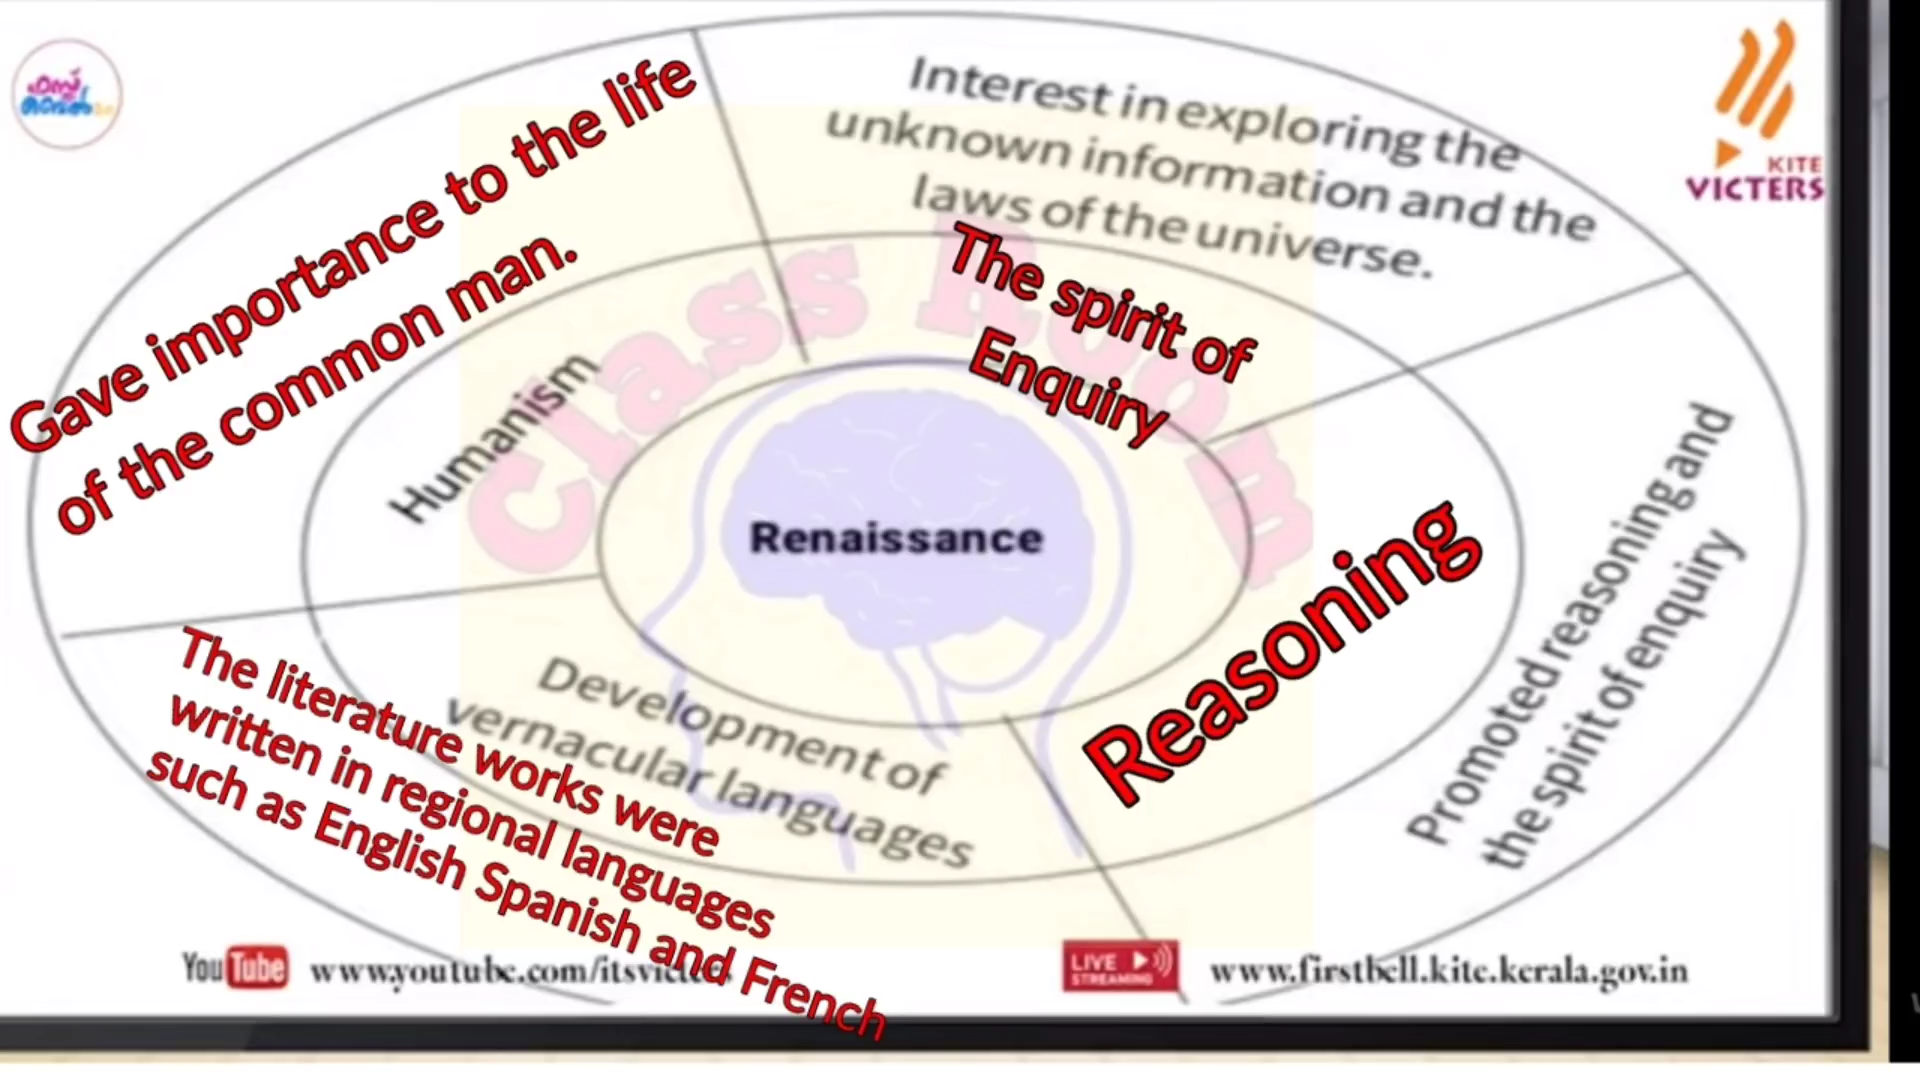 ഫസ്റ്റ്
Interest in exploring the
unknown information and the
laws of the universe.
KITE
VICTERS
Gave importance to the life
of the common man.
The spirit of
Enquiry
Humanism
Class Room
Renaissance
Reasoning
Promoted reasoning and
the spirit of enquiry
Development of
vernacular languages
The literature works were
written in regional languages
such as English Spanish and French
YouTube
LIVE
STREAMING
www.firstbell.kite.kerala.gov.in